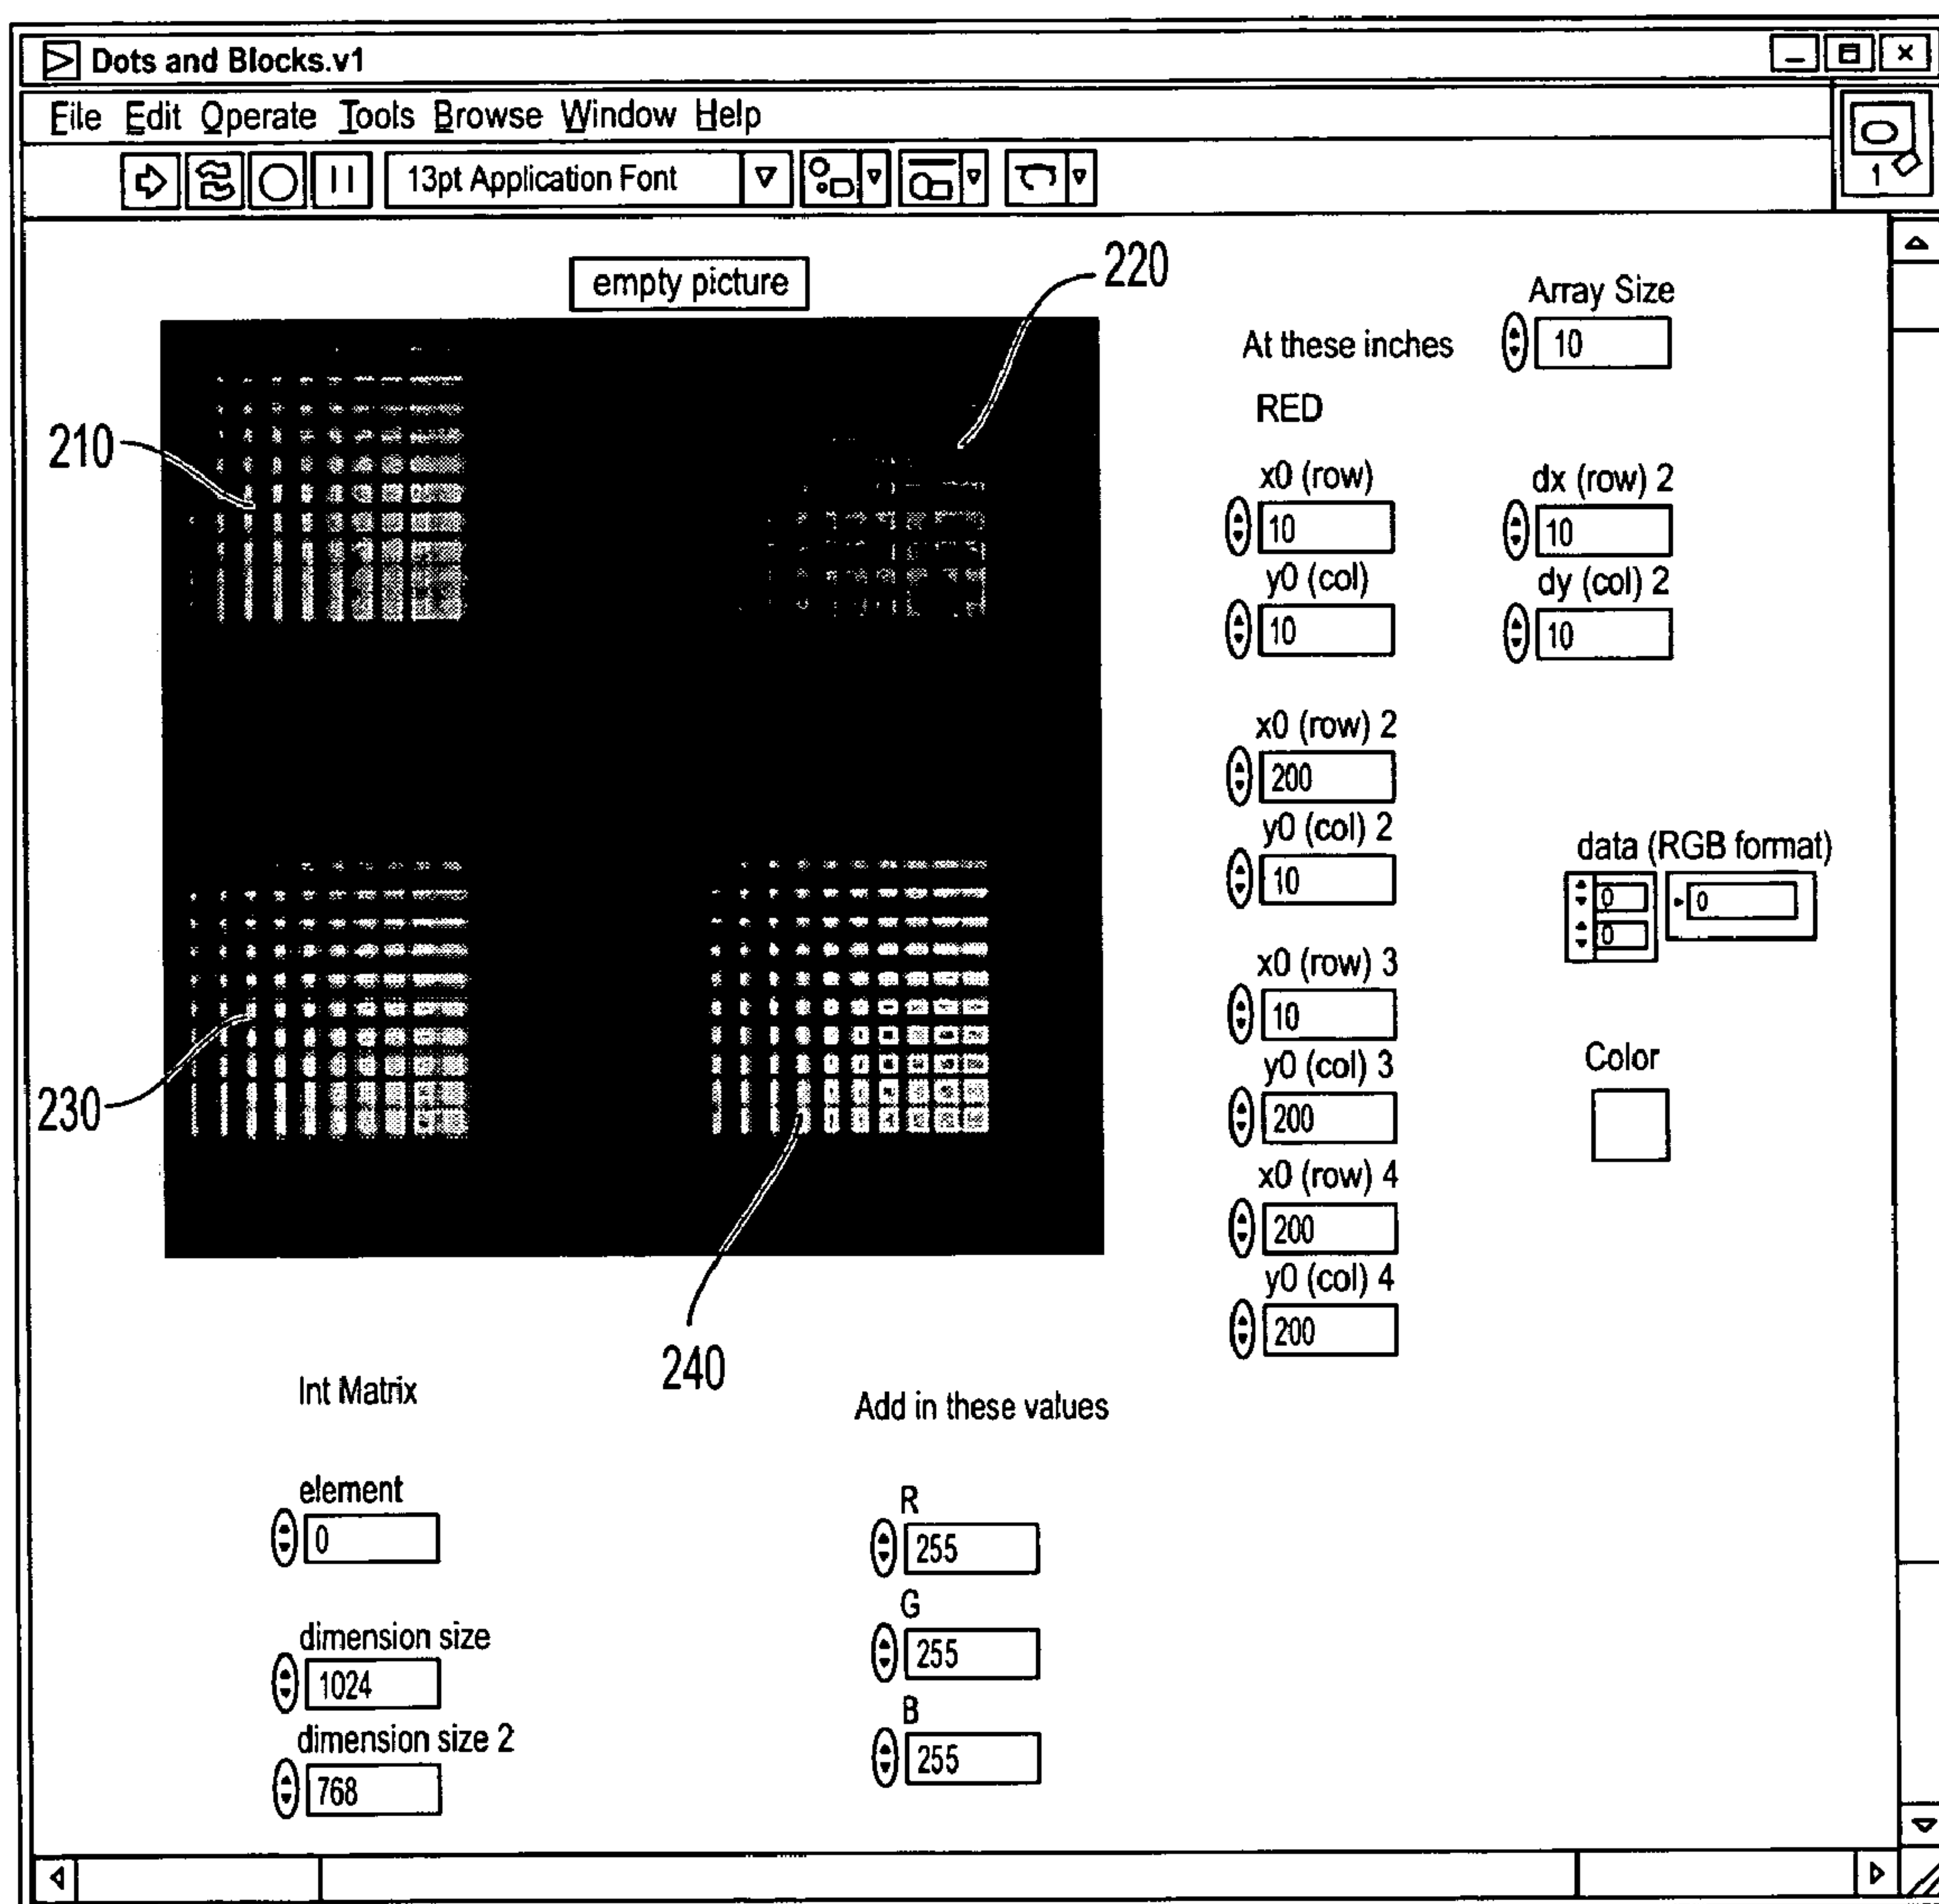 Dots and Blocks.v1
File Edit Operate Tools Browse Window Help
13pt Application Font
1
empty picture
220
Array Size
At these inches
10
RED
210
x0 (row)
dx (row) 2
10
10
y0 (col)
dy (col) 2
10
10
x0 (row) 2
200
y0 (col) 2
10
data (RGB format)
0
0
0
x0 (row) 3
10
230
y0 (col) 3
200
Color
x0 (row) 4
200
y0 (col) 4
200
240
Int Matrix
Add in these values
element
0
R
255
G
255
dimension size
1024
B
255
dimension size 2
768